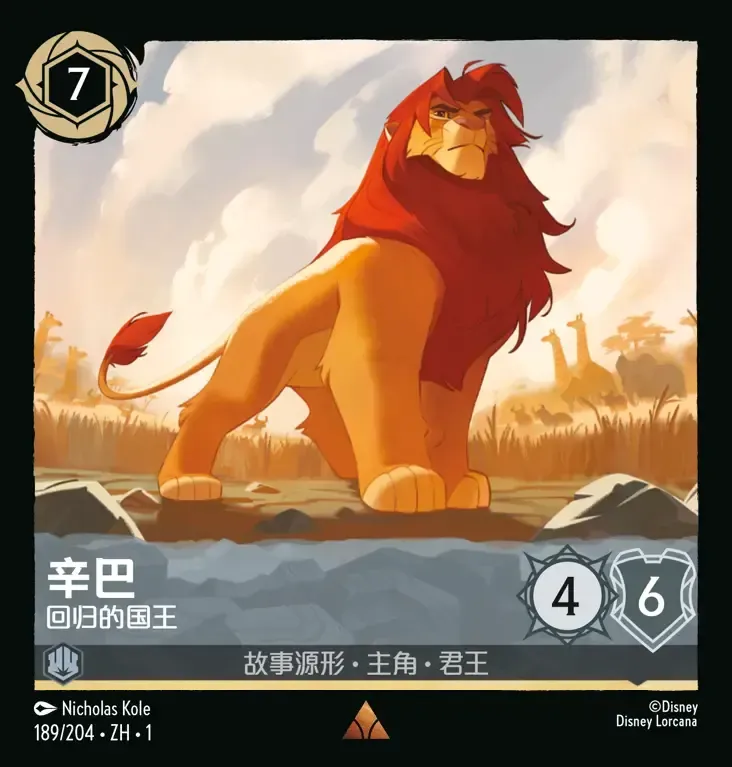 7
辛巴
回归的国王
4
6
故事源形 • 主角 • 君王
Nicholas Kole
189/204 • ZH • 1
©Disney
Disney Lorcana